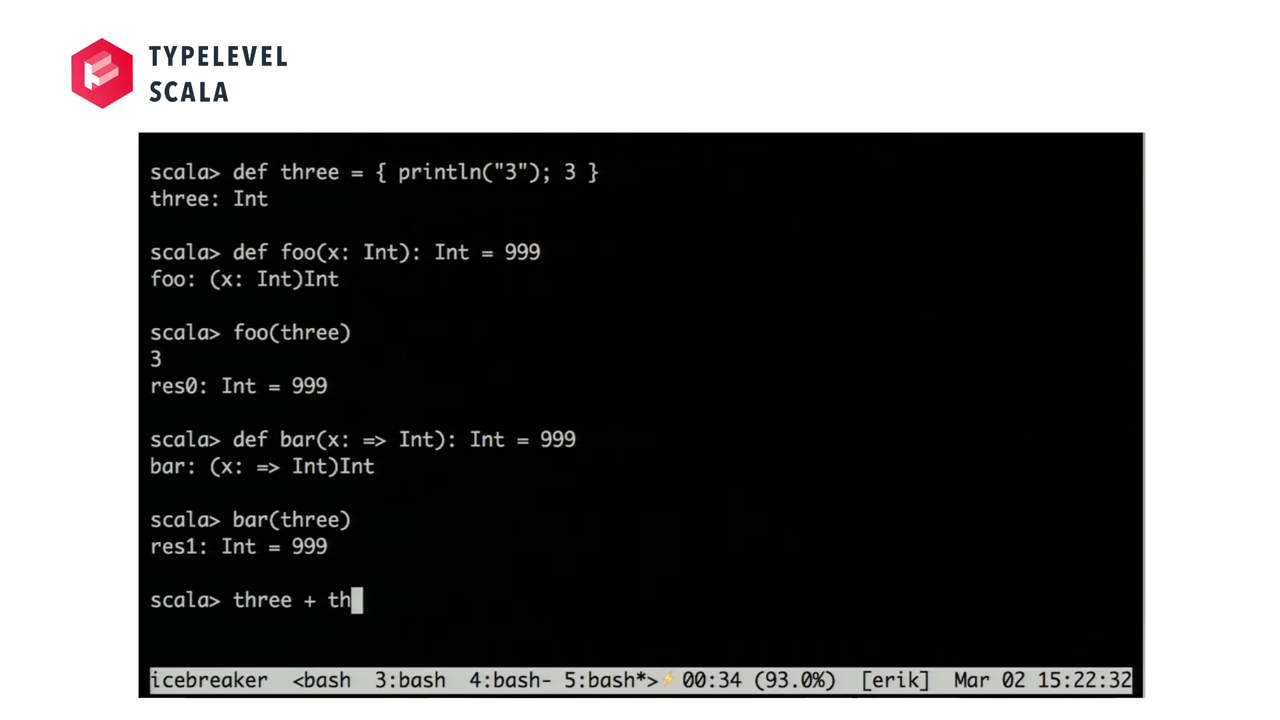 TYPELEVEL
SCALA
scala> def three = { println("3"); 3 }
three: Int
scala> def foo(x: Int): Int = 999
foo: (x: Int)Int
scala> foo(three)
3
res0: Int = 999
scala> def bar(x: => Int): Int = 999
bar: (x: => Int)Int
scala> bar(three)
res1: Int = 999
scala> three + th
icebreaker <bash 3:bash 4:bash- 5:bash*>⚡00:34 (93.0%) [erik] Mar 02 15:22:32